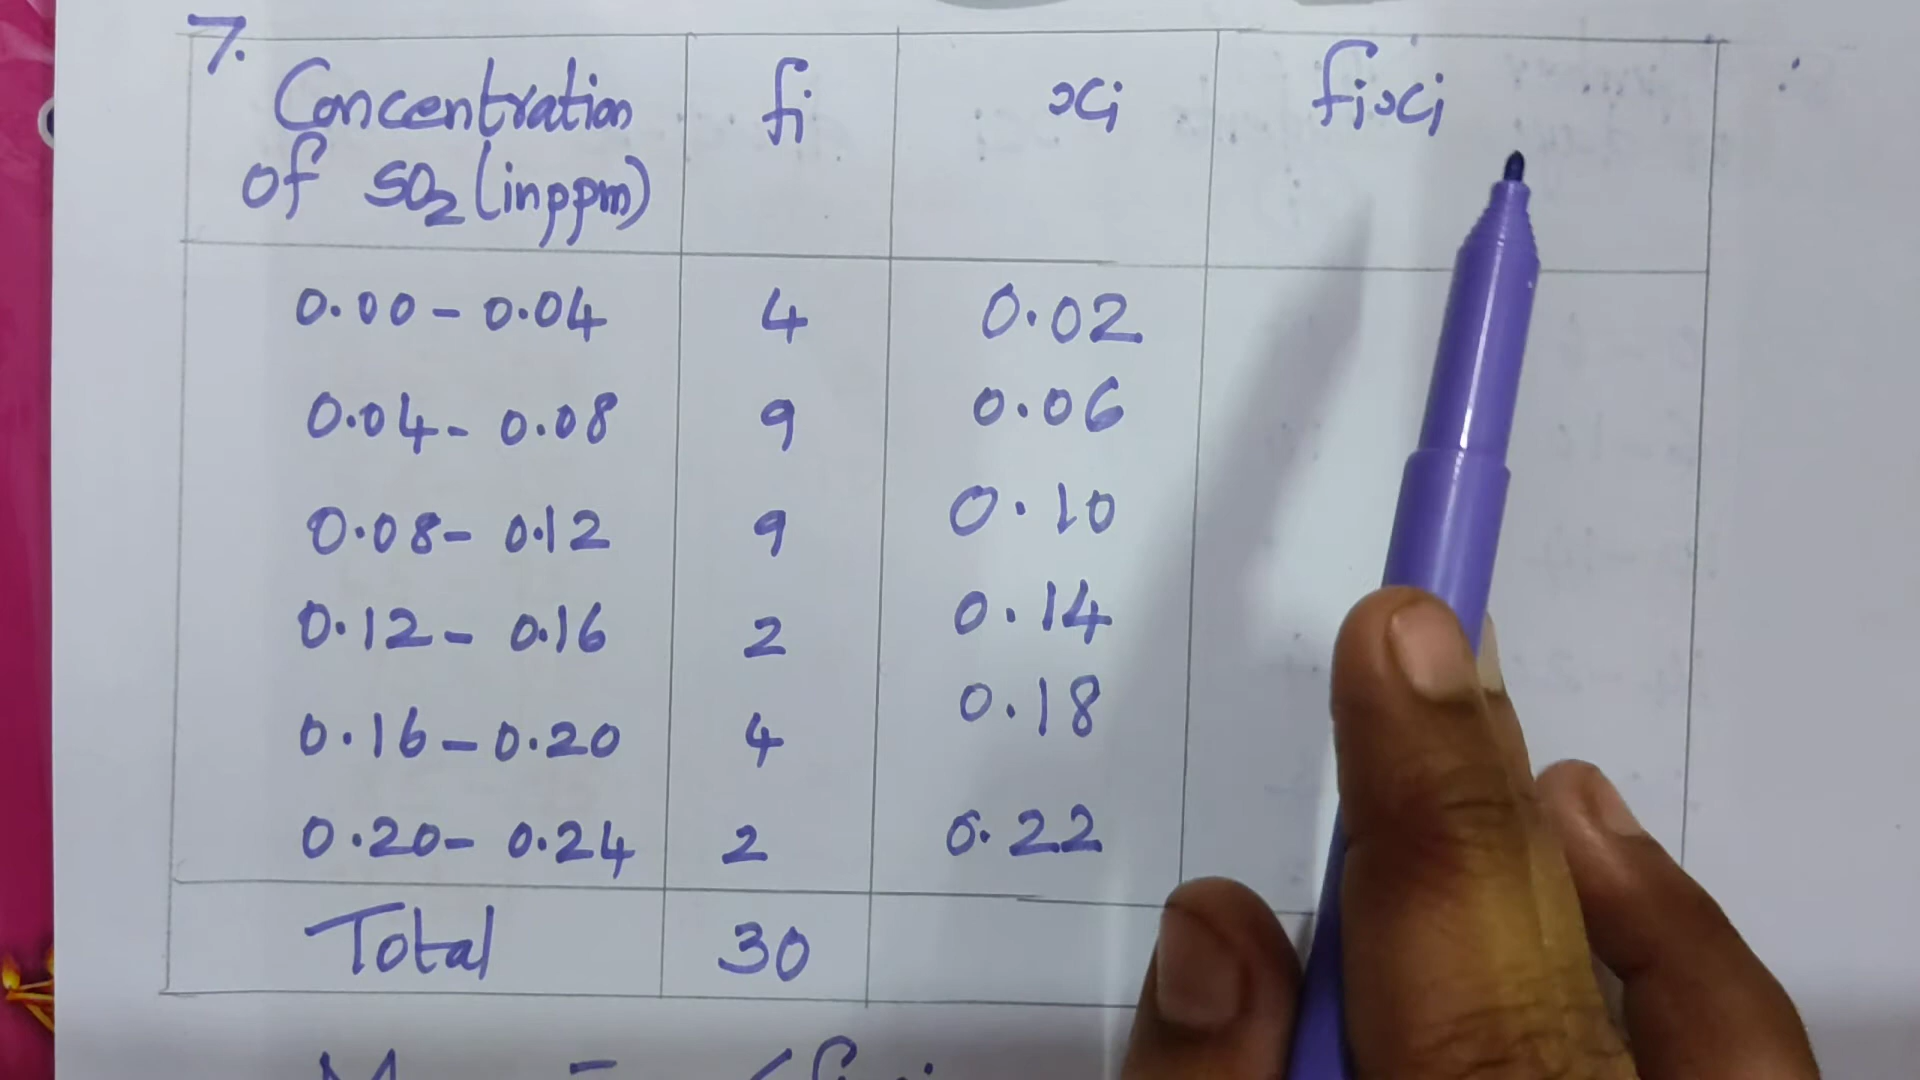 7.
Concentration of SO₂ (in ppm) fi xi fixi
0.00 - 0.04 4 0.02
0.04 - 0.08 9 0.06
0.08 - 0.12 9 0.10
0.12 - 0.16 2 0.14
0.16 - 0.20 4 0.18
0.20 - 0.24 2 0.22
Total 30